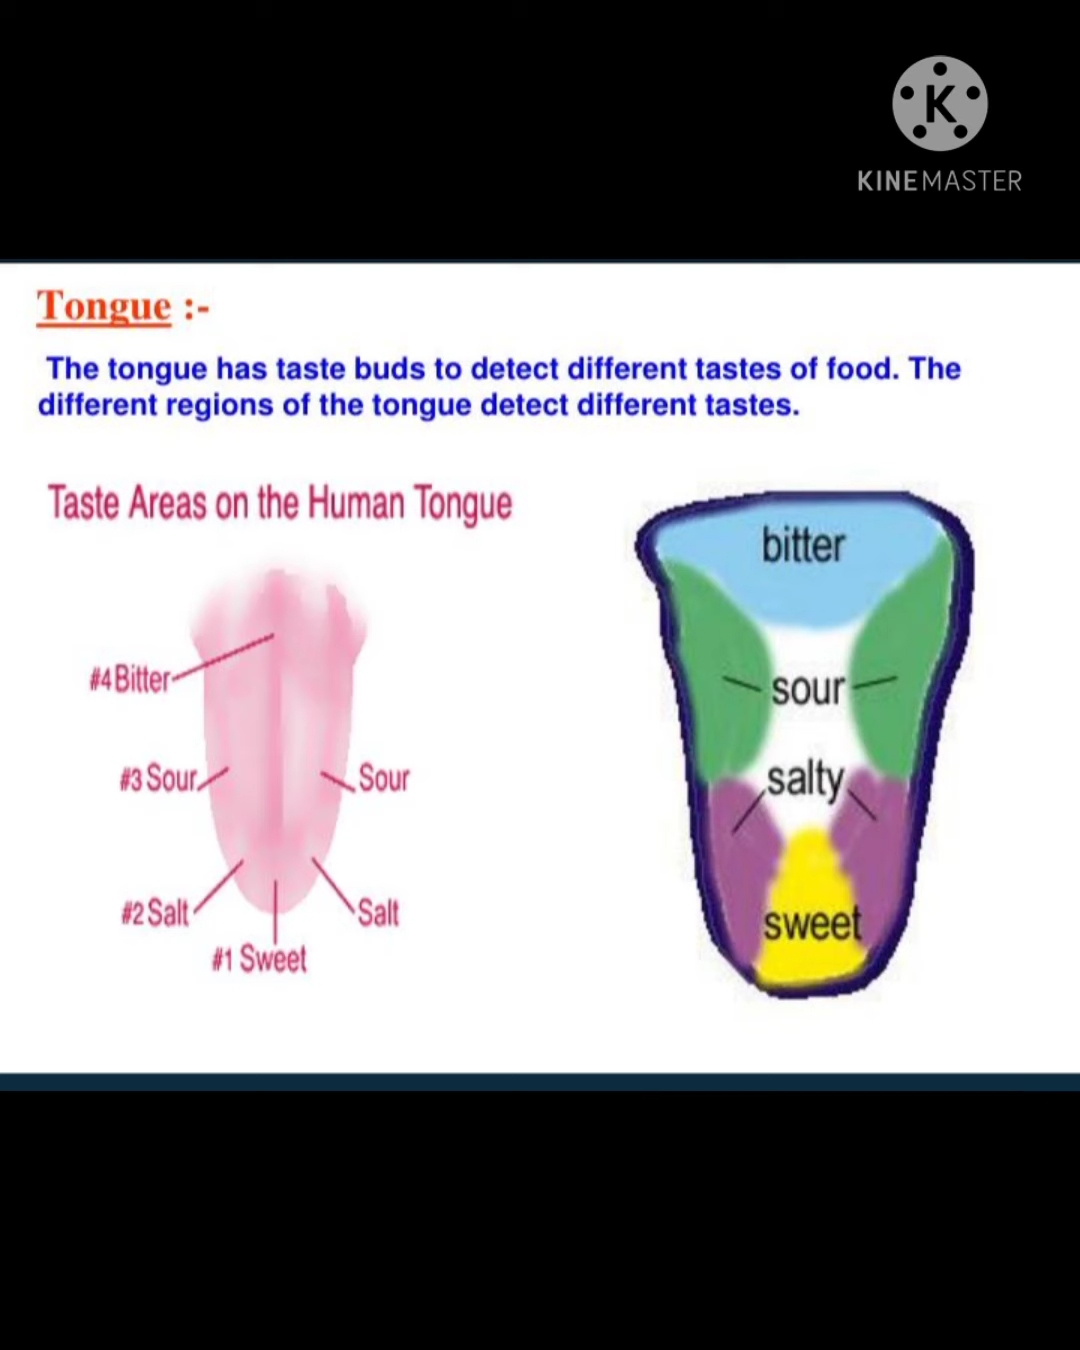 K
KINEMASTER
Tongue :-
The tongue has taste buds to detect different tastes of food. The
different regions of the tongue detect different tastes.
Taste Areas on the Human Tongue
#4 Bitter
#3 Sour
Sour
#2 Salt
Salt
#1 Sweet
bitter
sour
salty
sweet